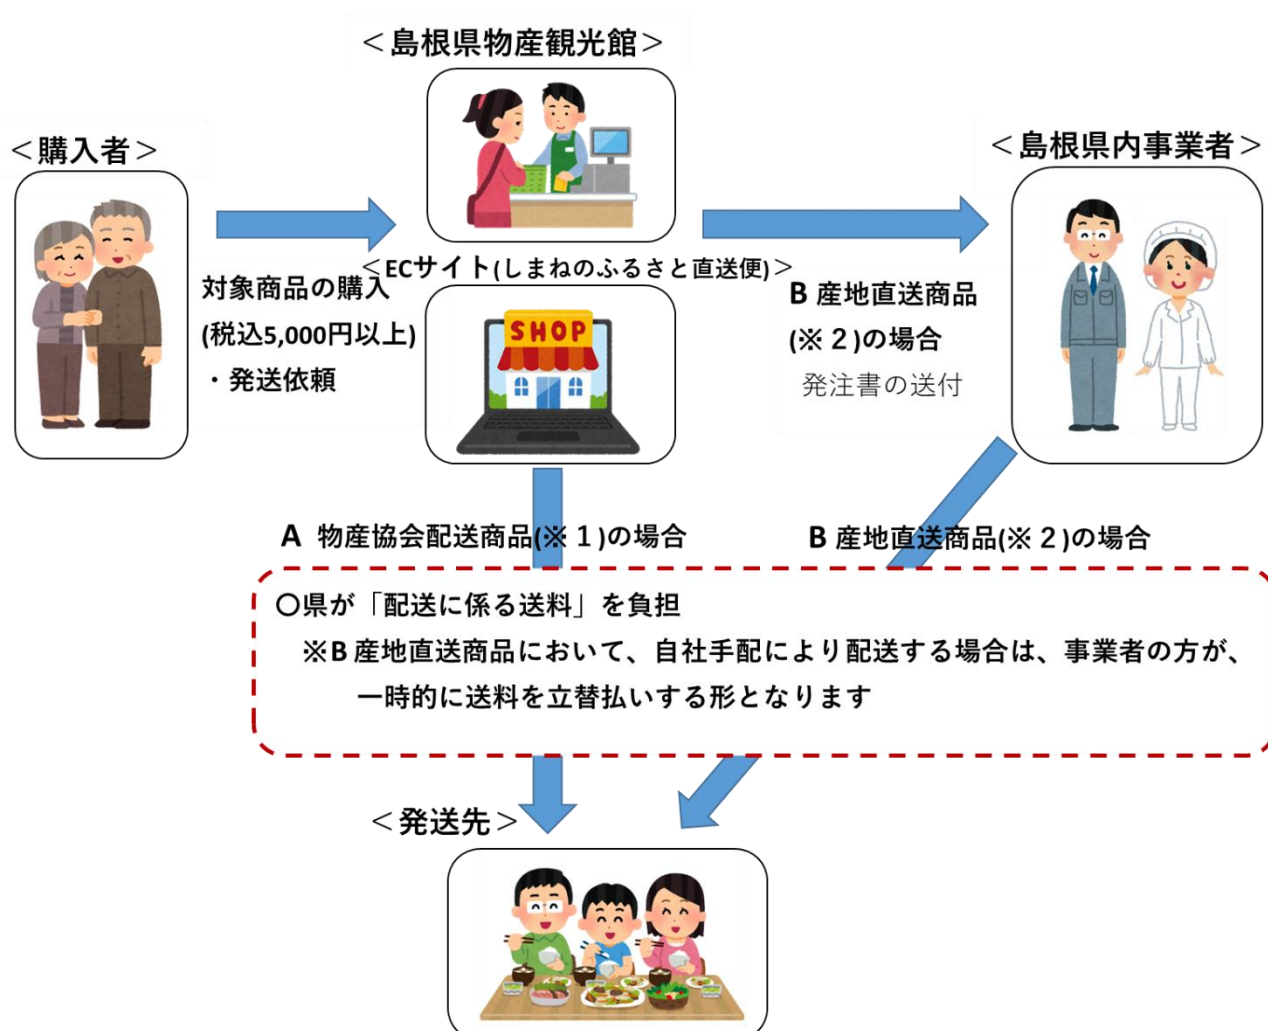 ＜島根県物産観光館＞
＜購入者＞
＜島根県内事業者＞
＜ECサイト(しまねのふるさと直送便)＞
対象商品の購入
(税込5,000円以上)
・発送依頼
SHOP
B 産地直送商品
(※２)の場合
発注書の送付
A 物産協会配送商品(※１)の場合
B 産地直送商品(※２)の場合
〇県が「配送に係る送料」を負担
※B 産地直送商品において、自社手配により配送する場合は、事業者の方が、
一時的に送料を立替払いする形となります
＜発送先＞